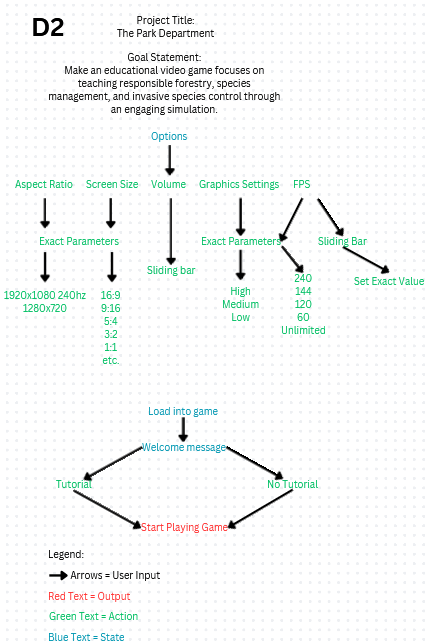 D2
Project Title:
The Park Department
Goal Statement:
Make an educational video game focuses on
teaching responsible forestry, species
management, and invasive species control through
an engaging simulation.
Options
Aspect Ratio
Screen Size
Volume
Graphics Settings
FPS
Exact Parameters
Exact Parameters
Sliding Bar
Sliding bar
Set Exact Value
1920x1080 240hz
1280x720
16:9
9:16
5:4
3:2
1:1
etc.
High
Medium
Low
240
144
120
60
Unlimited
Load into game
Welcome message
Tutorial
No Tutorial
Start Playing Game
Legend:
Arrows = User Input
Red Text = Output
Green Text = Action
Blue Text = State